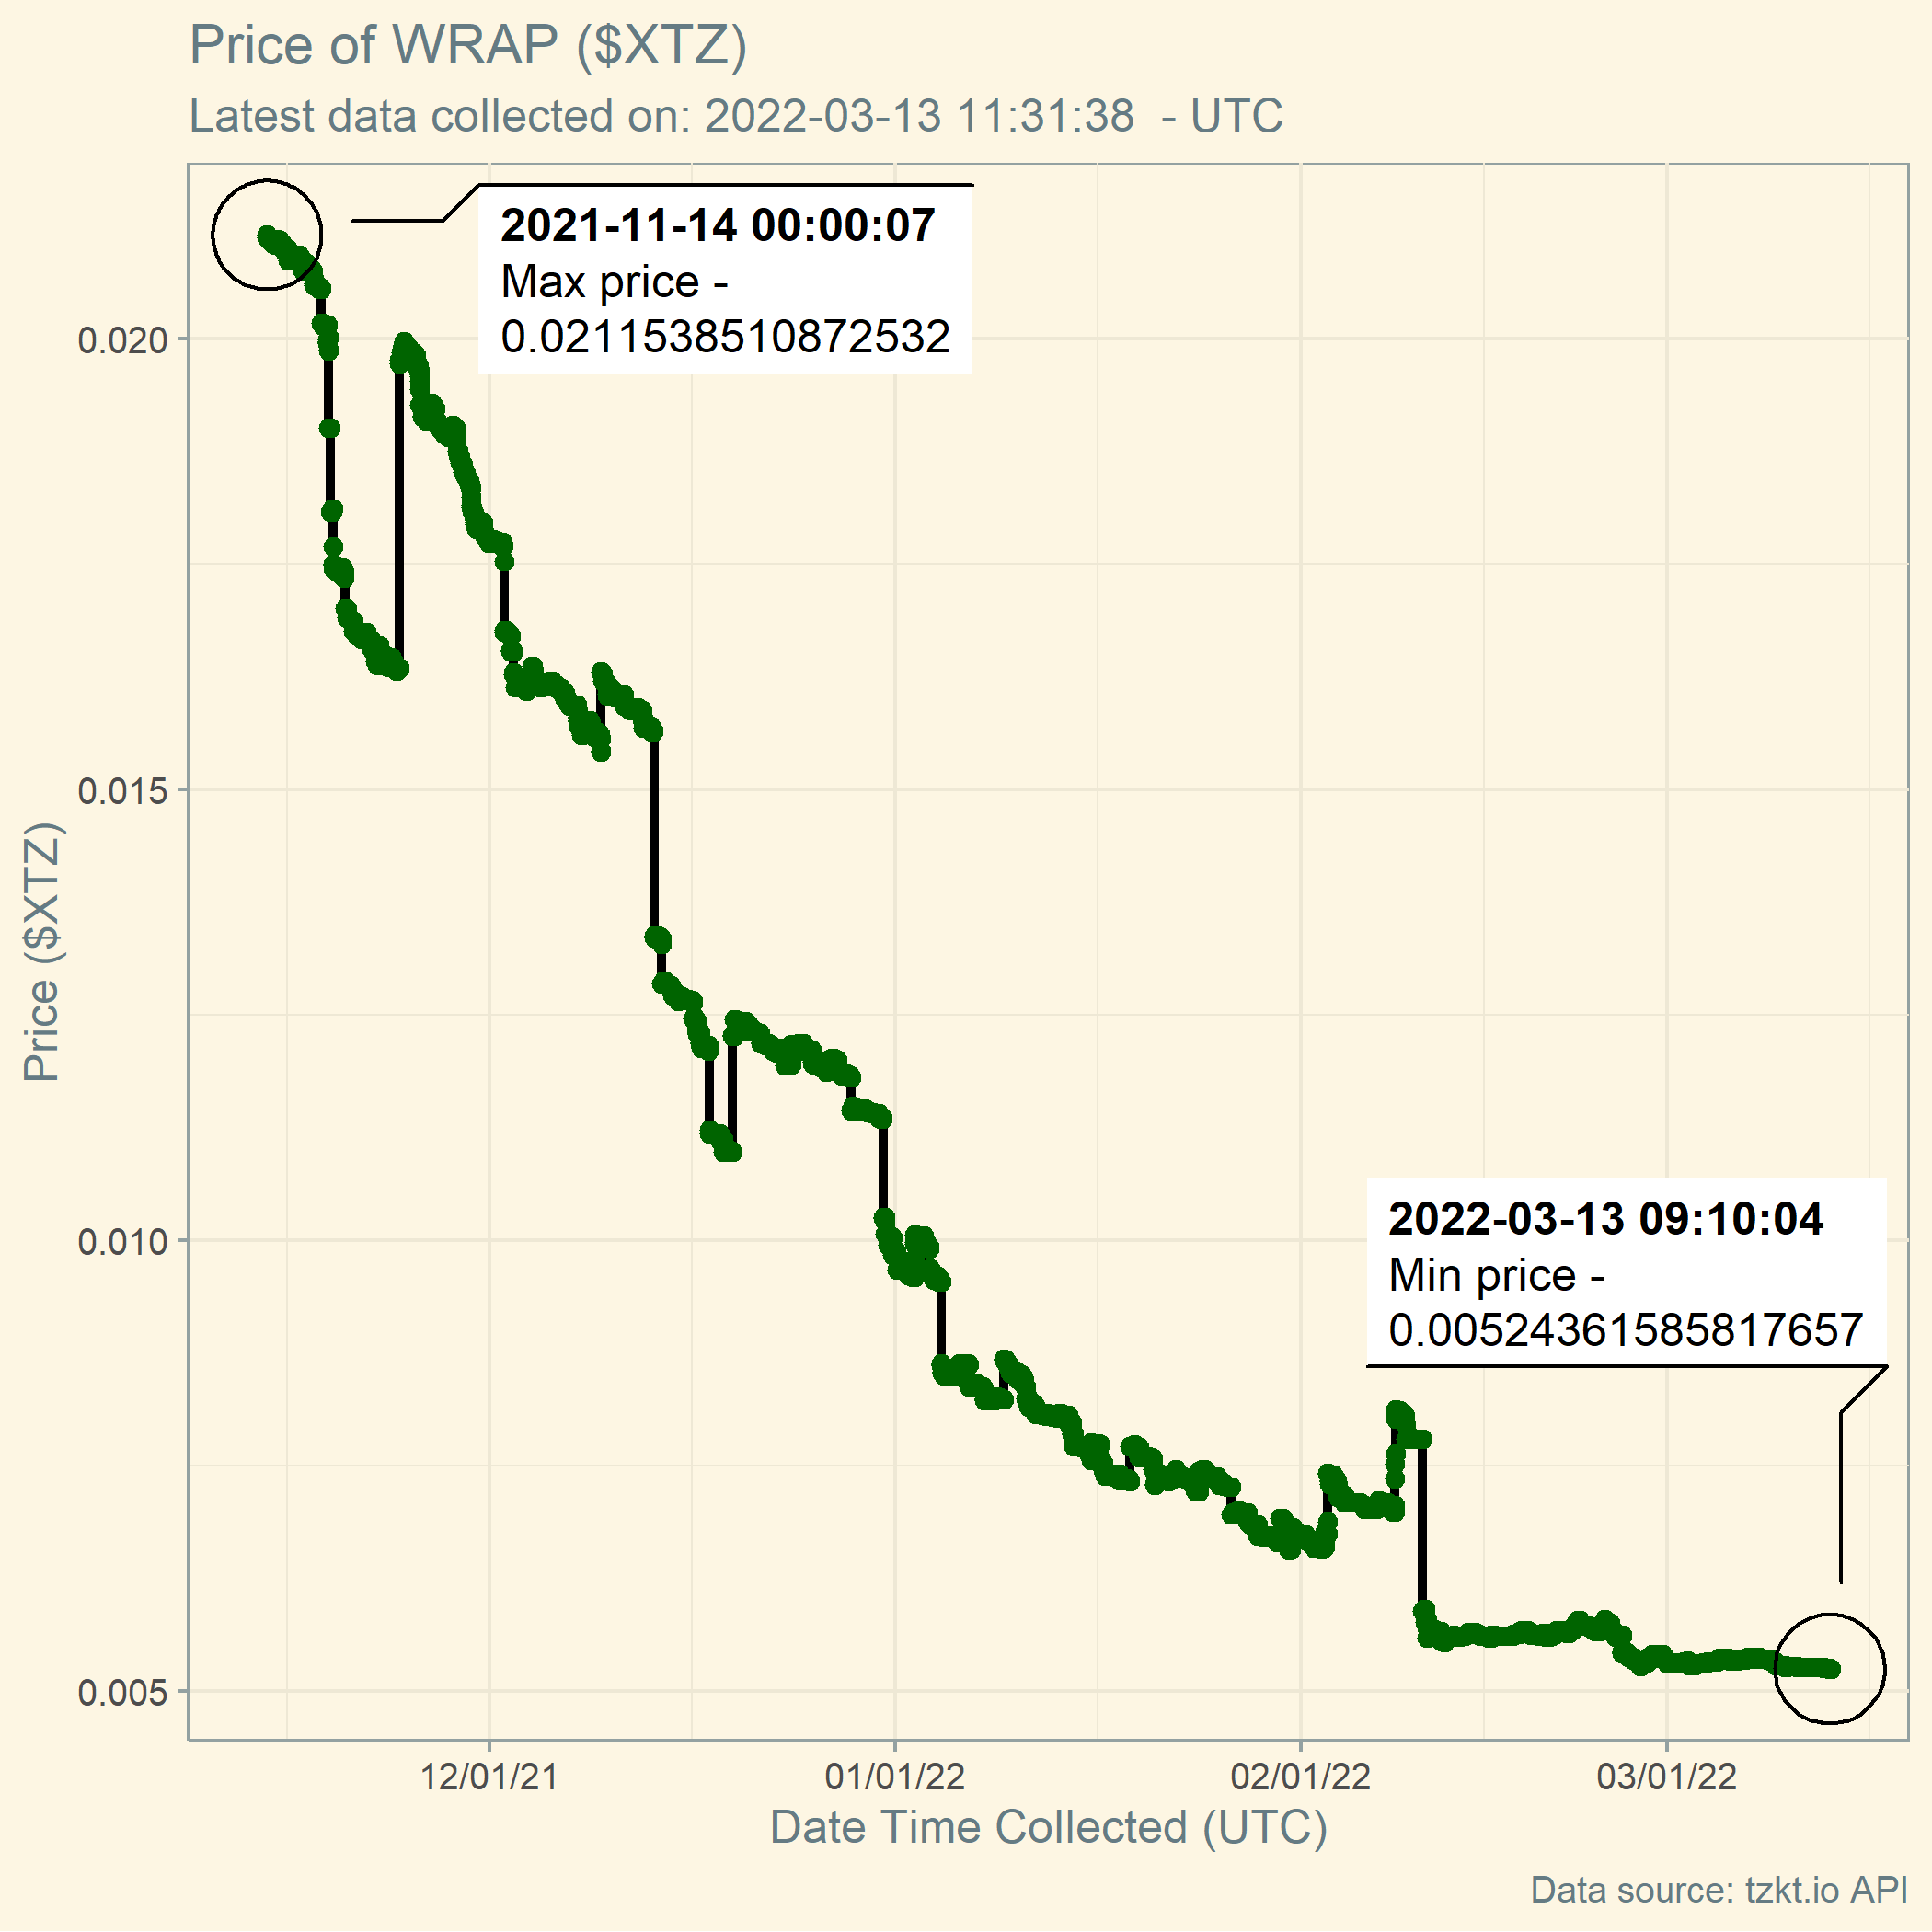 Price of WRAP ($XTZ)
Latest data collected on: 2022-03-13 11:31:38  - UTC
2021-11-14 00:00:07
Max price -
0.0211538510872532
0.020
0.015
Price ($XTZ)
0.010
2022-03-13 09:10:04
Min price -
0.00524361585817657
0.005
12/01/21
01/01/22
02/01/22
03/01/22
Date Time Collected (UTC)
Data source: tzkt.io API